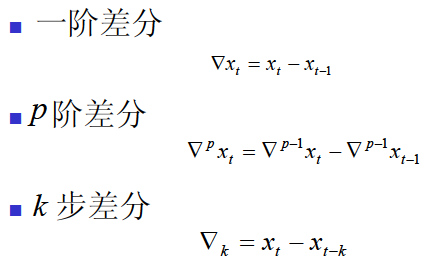 一阶差分
∇x_t = x_t − x_{t−1}
p阶差分
∇^p x_t = ∇^{p−1} x_t − ∇^{p−1} x_{t−1}
k步差分
∇_k = x_t − x_{t−k}